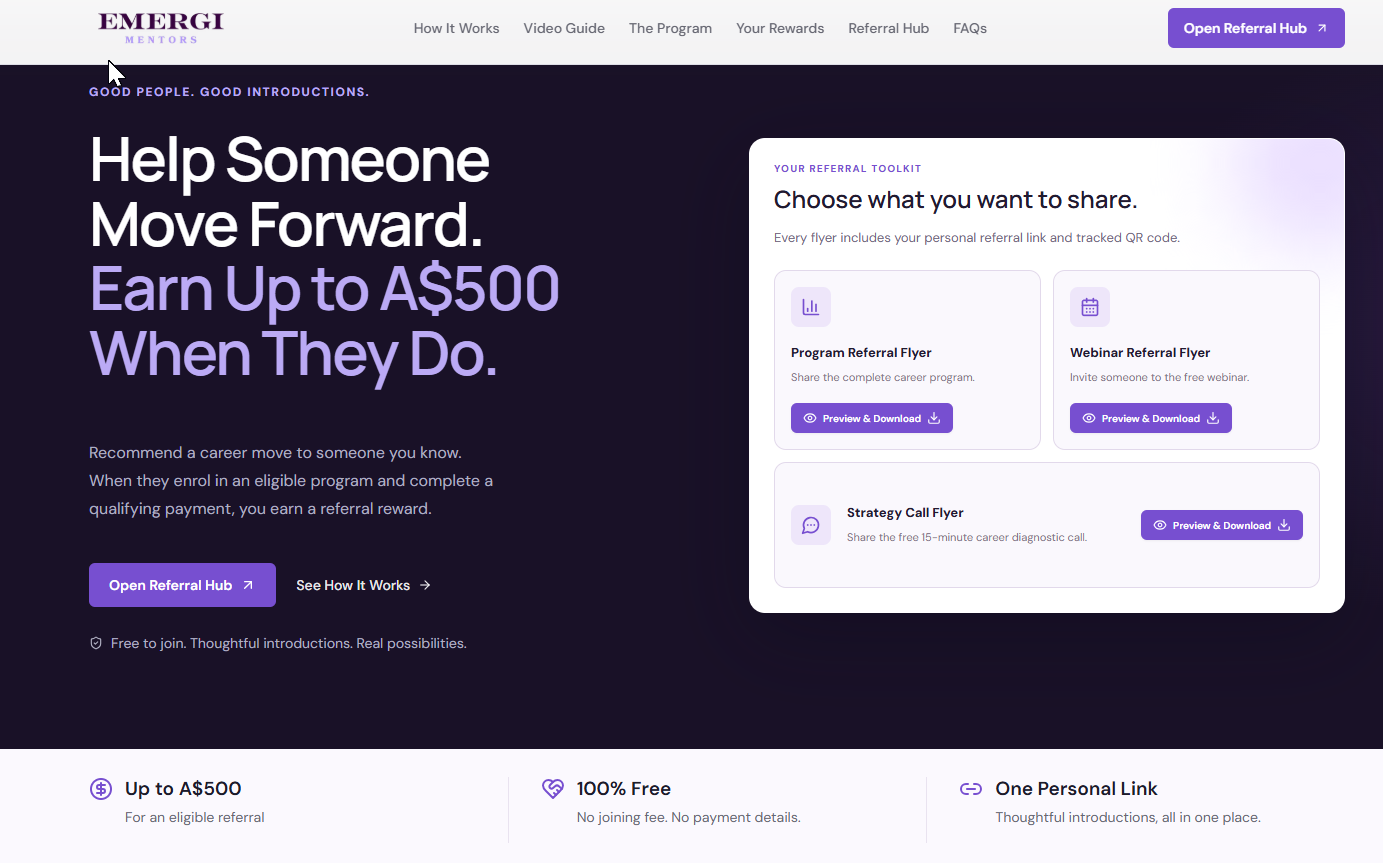 EMERGI
MENTORS
How It Works
Video Guide
The Program
Your Rewards
Referral Hub
FAQs
Open Referral Hub
GOOD PEOPLE. GOOD INTRODUCTIONS.
Help Someone
Move Forward.
Earn Up to A$500
When They Do.
Recommend a career move to someone you know.
When they enrol in an eligible program and complete a
qualifying payment, you earn a referral reward.
Open Referral Hub
See How It Works
Free to join. Thoughtful introductions. Real possibilities.
YOUR REFERRAL TOOLKIT
Choose what you want to share.
Every flyer includes your personal referral link and tracked QR code.
Program Referral Flyer
Share the complete career program.
Preview & Download
Webinar Referral Flyer
Invite someone to the free webinar.
Preview & Download
Strategy Call Flyer
Share the free 15-minute career diagnostic call.
Preview & Download
Up to A$500
For an eligible referral
100% Free
No joining fee. No payment details.
One Personal Link
Thoughtful introductions, all in one place.